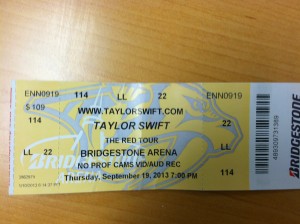 ENN0919 114 LL 22 ENN0919
$109 WWW.TAYLORSWIFT.COM
114 TAYLOR SWIFT 114
THE RED TOUR
LL BRIDGESTONE ARENA LL
22 NO PROF CAMS VID/AUD REC 22
Thursday, September 19, 2013 7:00 PM
BRIDGESTONE